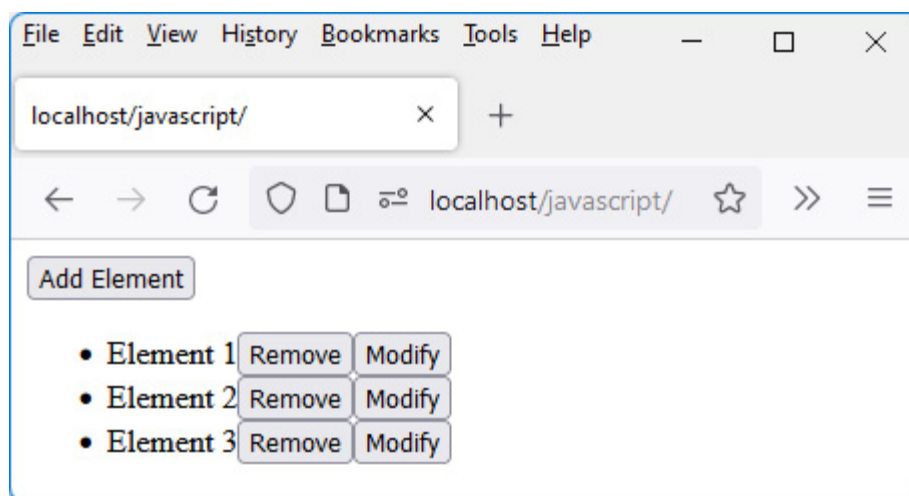 File Edit View History Bookmarks Tools Help
localhost/javascript/
localhost/javascript/
Add Element
• Element 1 Remove Modify
• Element 2 Remove Modify
• Element 3 Remove Modify